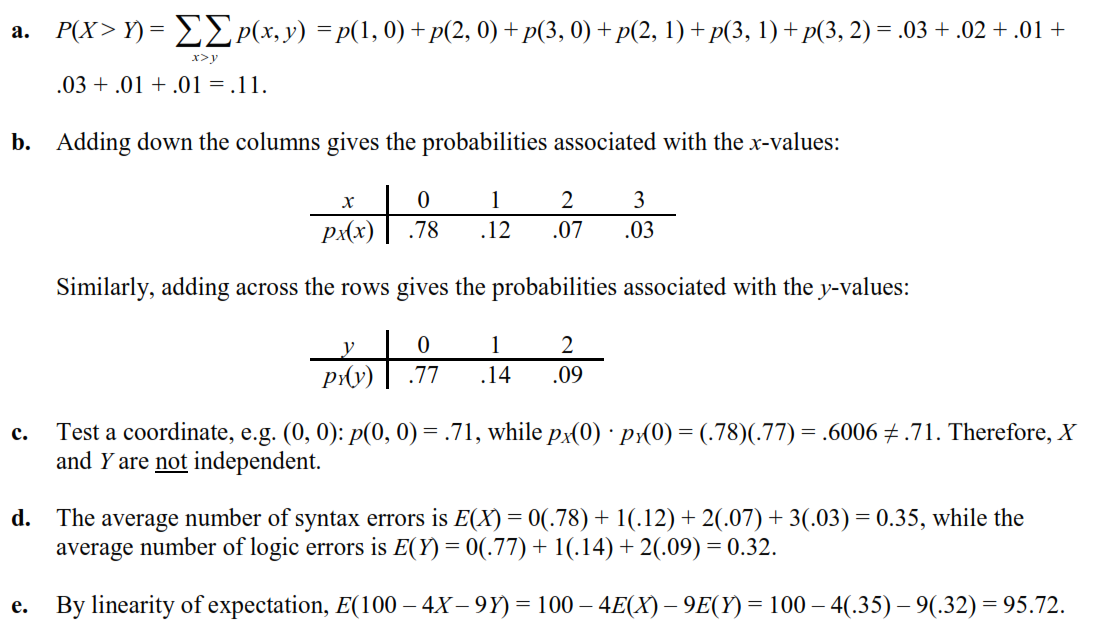 a. P(X > Y) = ∑∑ p(x, y) = p(1, 0) + p(2, 0) + p(3, 0) + p(2, 1) + p(3, 1) + p(3, 2) = .03 + .02 + .01 +
x>y
.03 + .01 + .01 = .11.
b. Adding down the columns gives the probabilities associated with the x-values:
x 0 1 2 3
pX(x) .78 .12 .07 .03
Similarly, adding across the rows gives the probabilities associated with the y-values:
y 0 1 2
pY(y) .77 .14 .09
c. Test a coordinate, e.g. (0, 0): p(0, 0) = .71, while pX(0) · pY(0) = (.78)(.77) = .6006 ≠ .71. Therefore, X
and Y are not independent.
d. The average number of syntax errors is E(X) = 0(.78) + 1(.12) + 2(.07) + 3(.03) = 0.35, while the
average number of logic errors is E(Y) = 0(.77) + 1(.14) + 2(.09) = 0.32.
e. By linearity of expectation, E(100 – 4X – 9Y) = 100 – 4E(X) – 9E(Y) = 100 – 4(.35) – 9(.32) = 95.72.